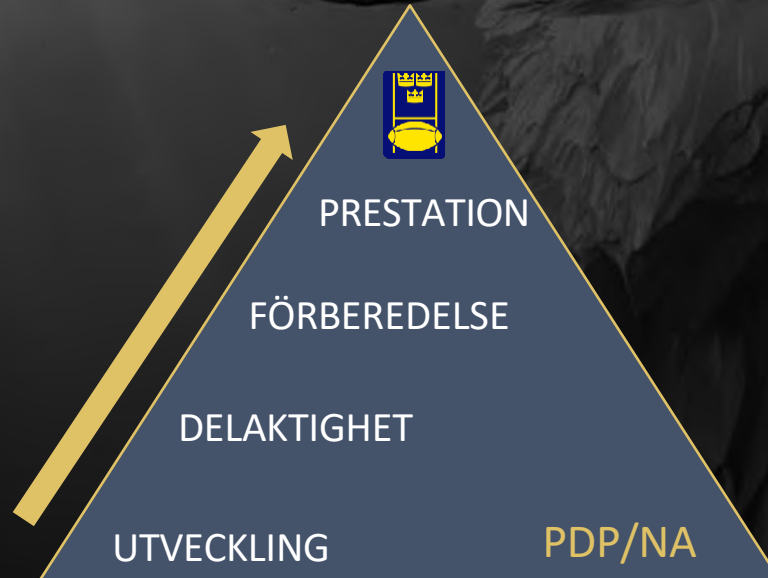 PRESTATION
FÖRBEREDELSE
DELAKTIGHET
UTVECKLING PDP/NA